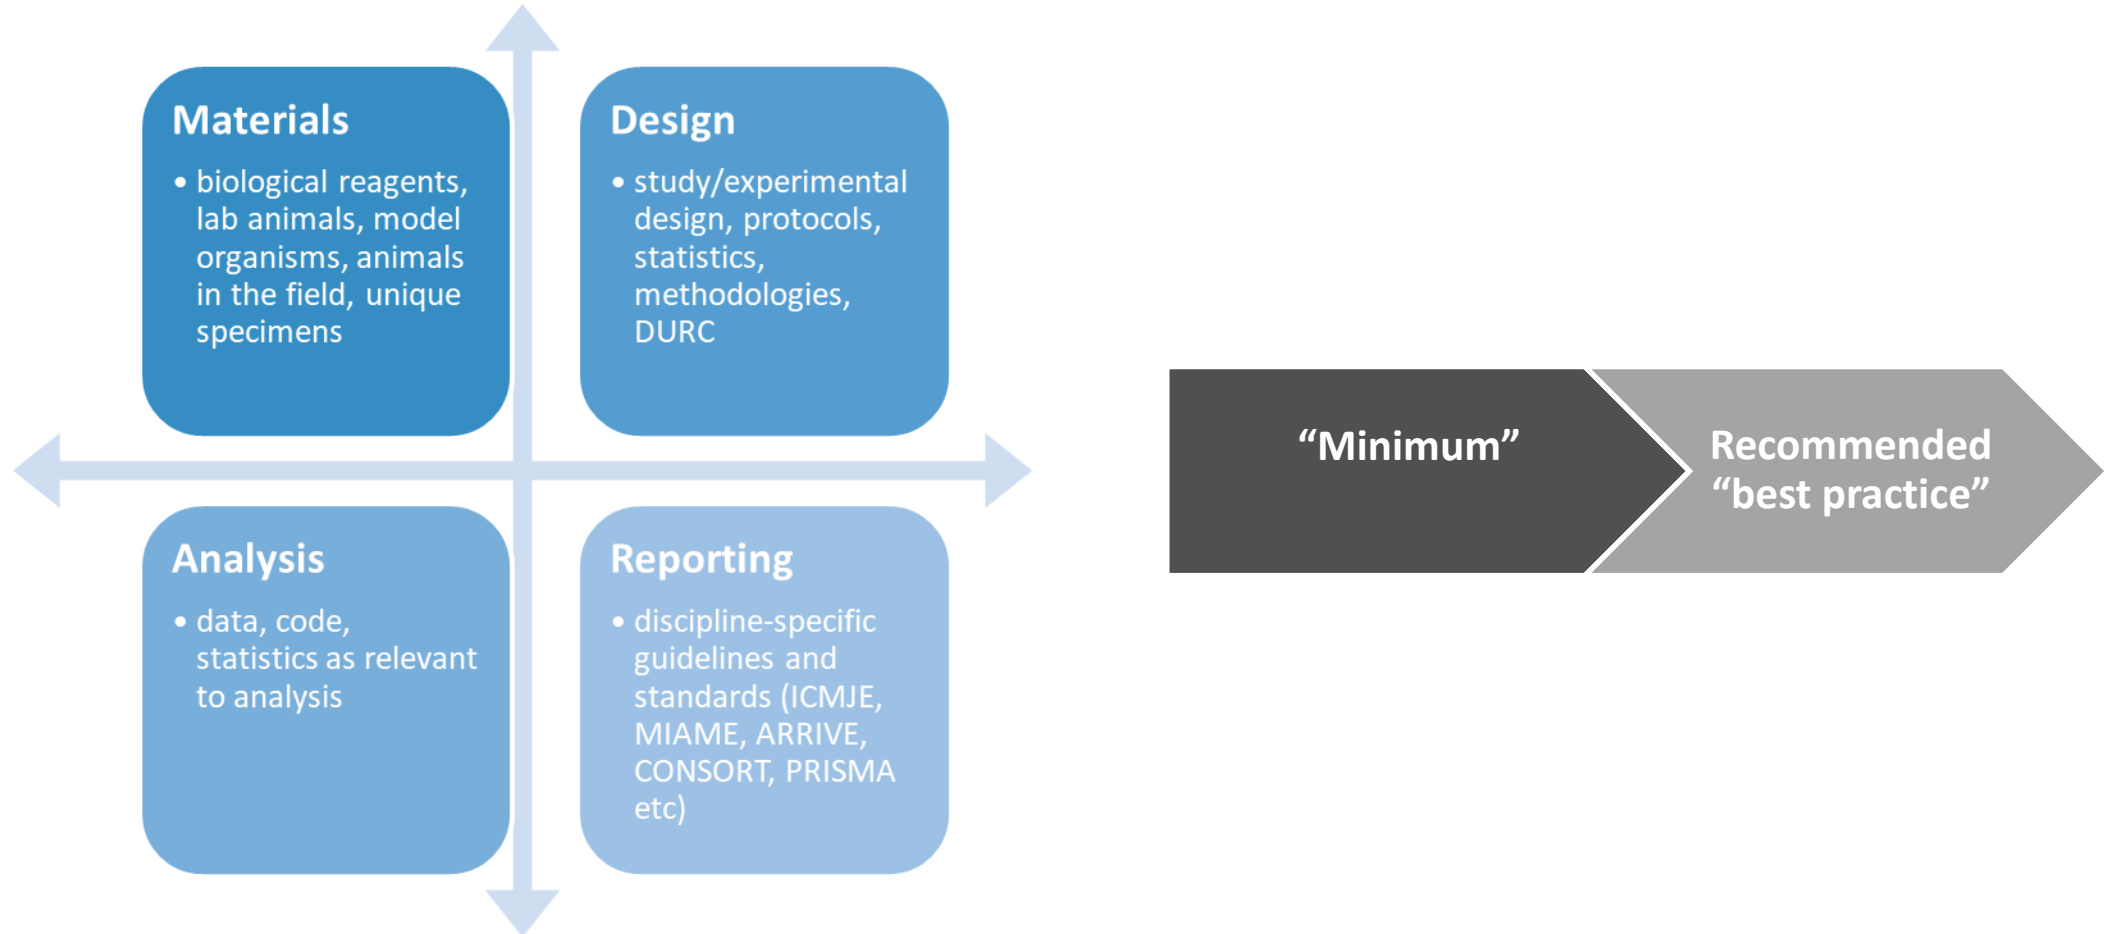 Materials
• biological reagents,
lab animals, model
organisms, animals
in the field, unique
specimens
Design
• study/experimental
design, protocols,
statistics,
methodologies,
DURC
Analysis
• data, code,
statistics as relevant
to analysis
Reporting
• discipline-specific
guidelines and
standards (ICMJE,
MIAME, ARRIVE,
CONSORT, PRISMA
etc)
“Minimum”
Recommended
“best practice”